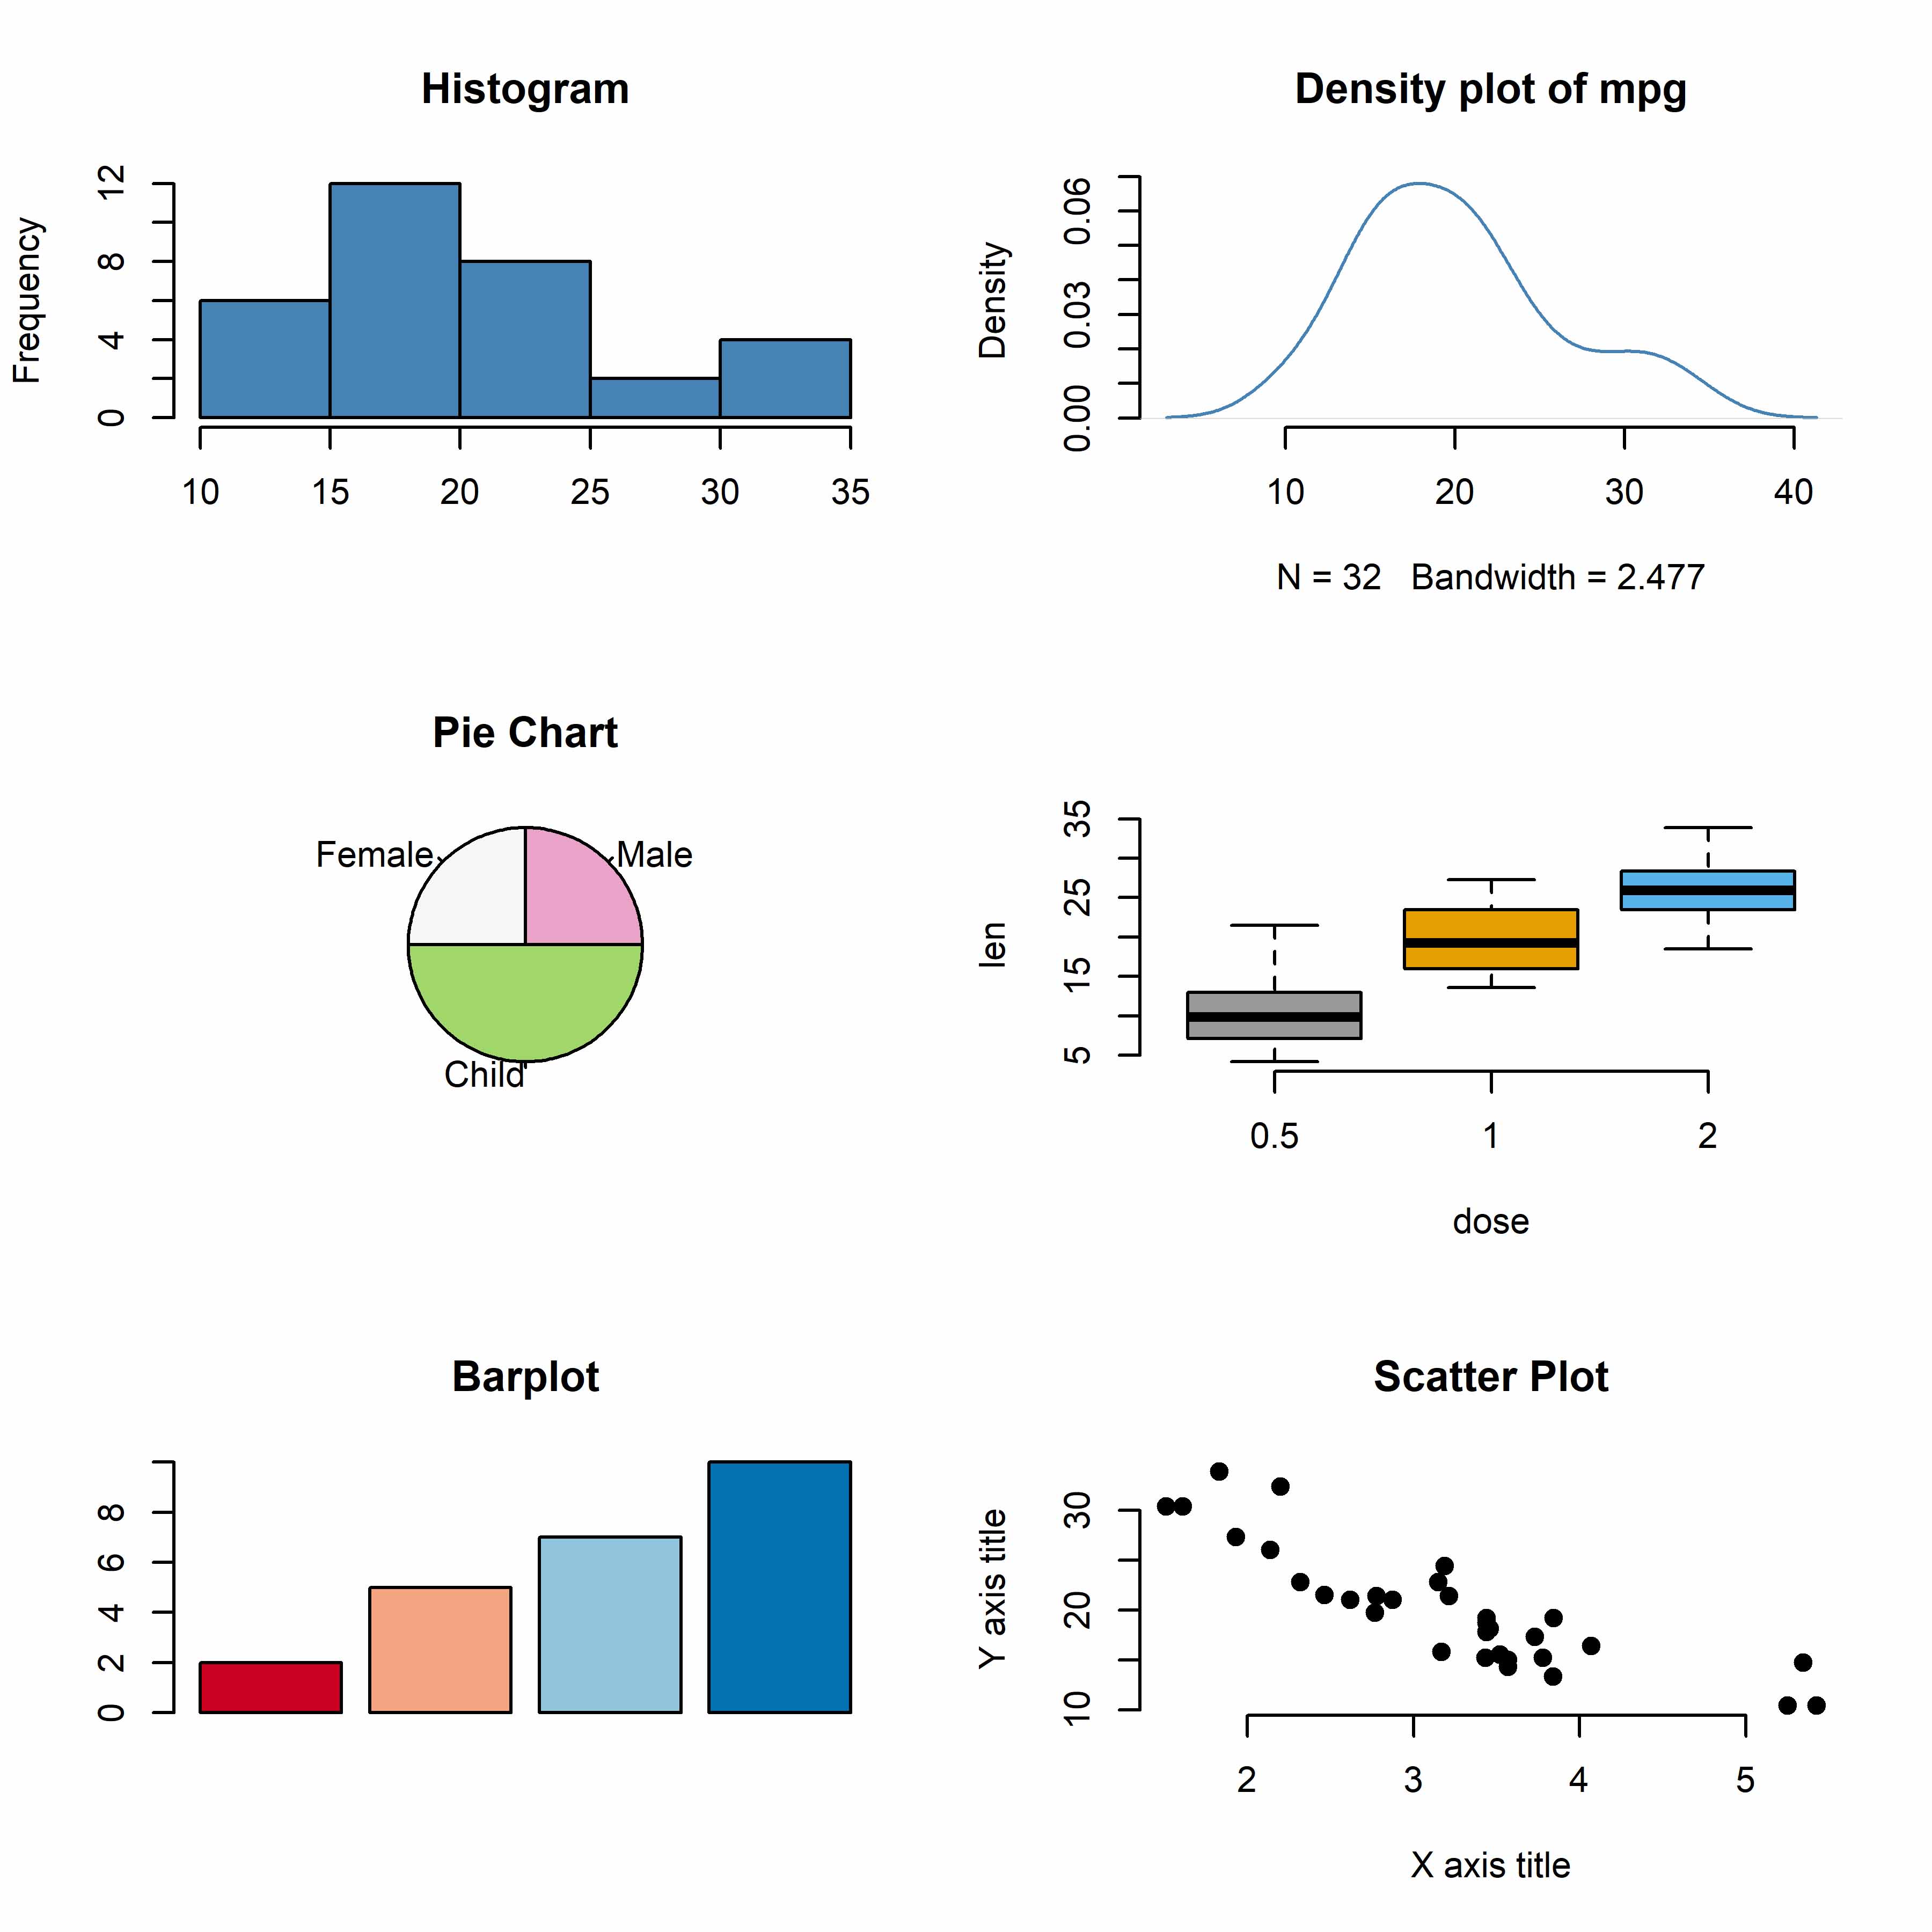 Histogram
Frequency
12
8
4
0
10 15 20 25 30 35
Density plot of mpg
Density
0.06
0.03
0.00
10 20 30 40
N = 32   Bandwidth = 2.477
Pie Chart
Female
Male
Child
len
35
25
15
5
0.5 1 2
dose
Barplot
8
6
4
2
0
Scatter Plot
Y axis title
30
20
10
2 3 4 5
X axis title